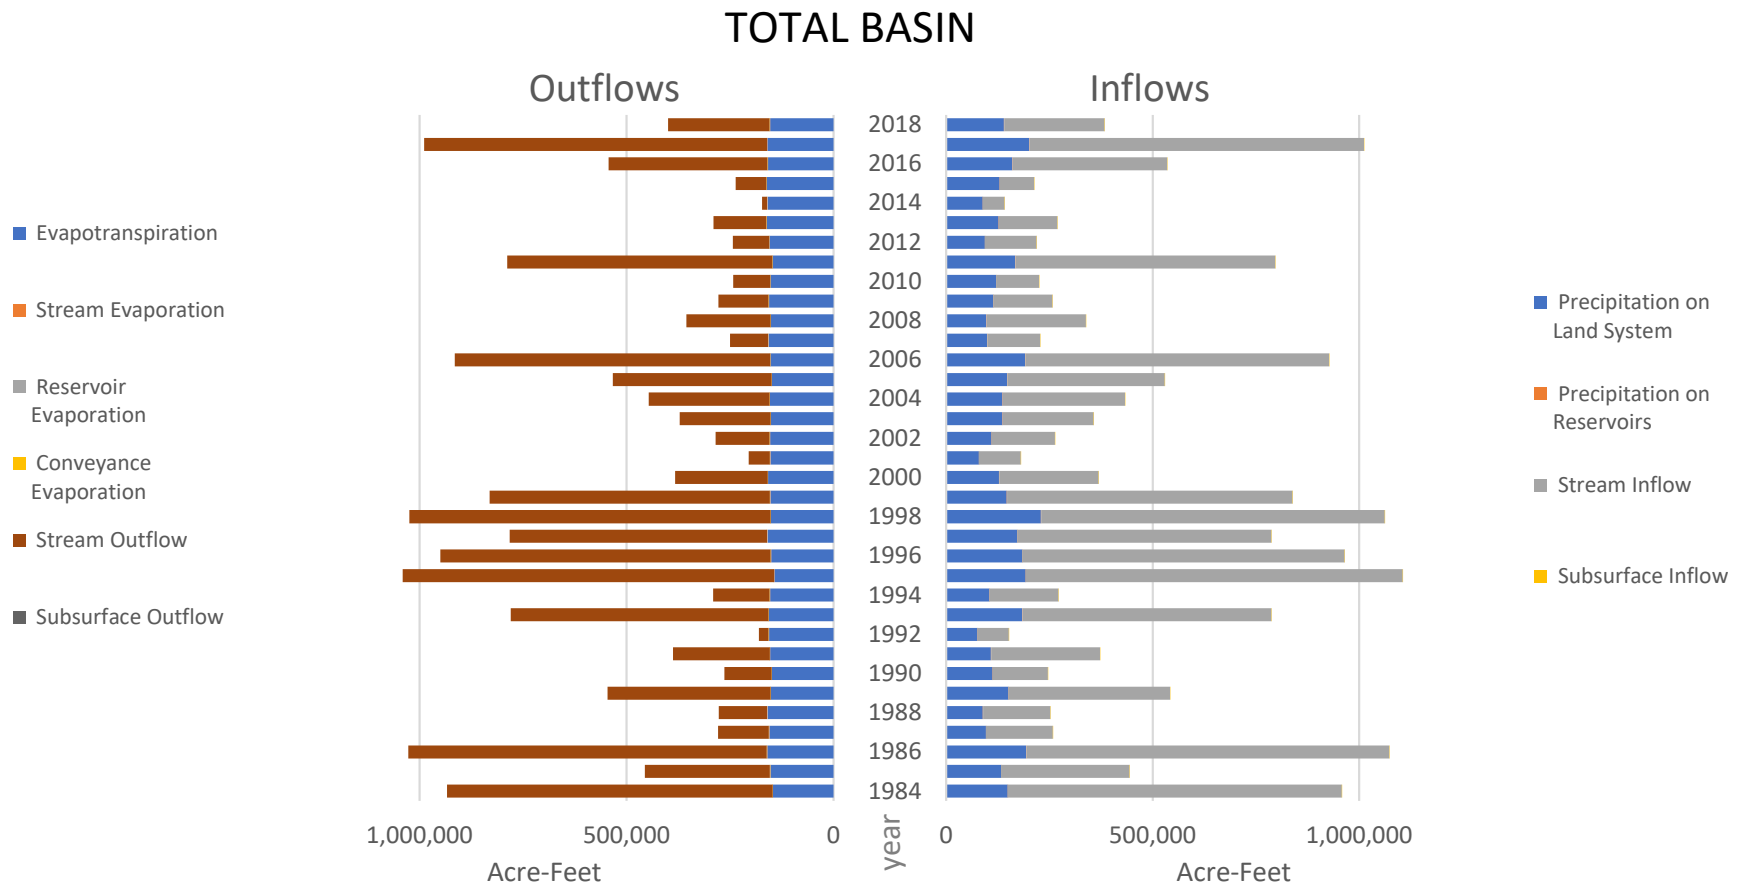 TOTAL BASIN
Outflows
Inflows
Evapotranspiration
Stream Evaporation
Reservoir
Evaporation
Conveyance
Evaporation
Stream Outflow
Subsurface Outflow
2018
2016
2014
2012
2010
2008
2006
2004
2002
2000
1998
1996
1994
1992
1990
1988
1986
1984
Precipitation on
Land System
Precipitation on
Reservoirs
Stream Inflow
Subsurface Inflow
1,000,000
500,000
0
year
0
500,000
1,000,000
Acre-Feet
Acre-Feet